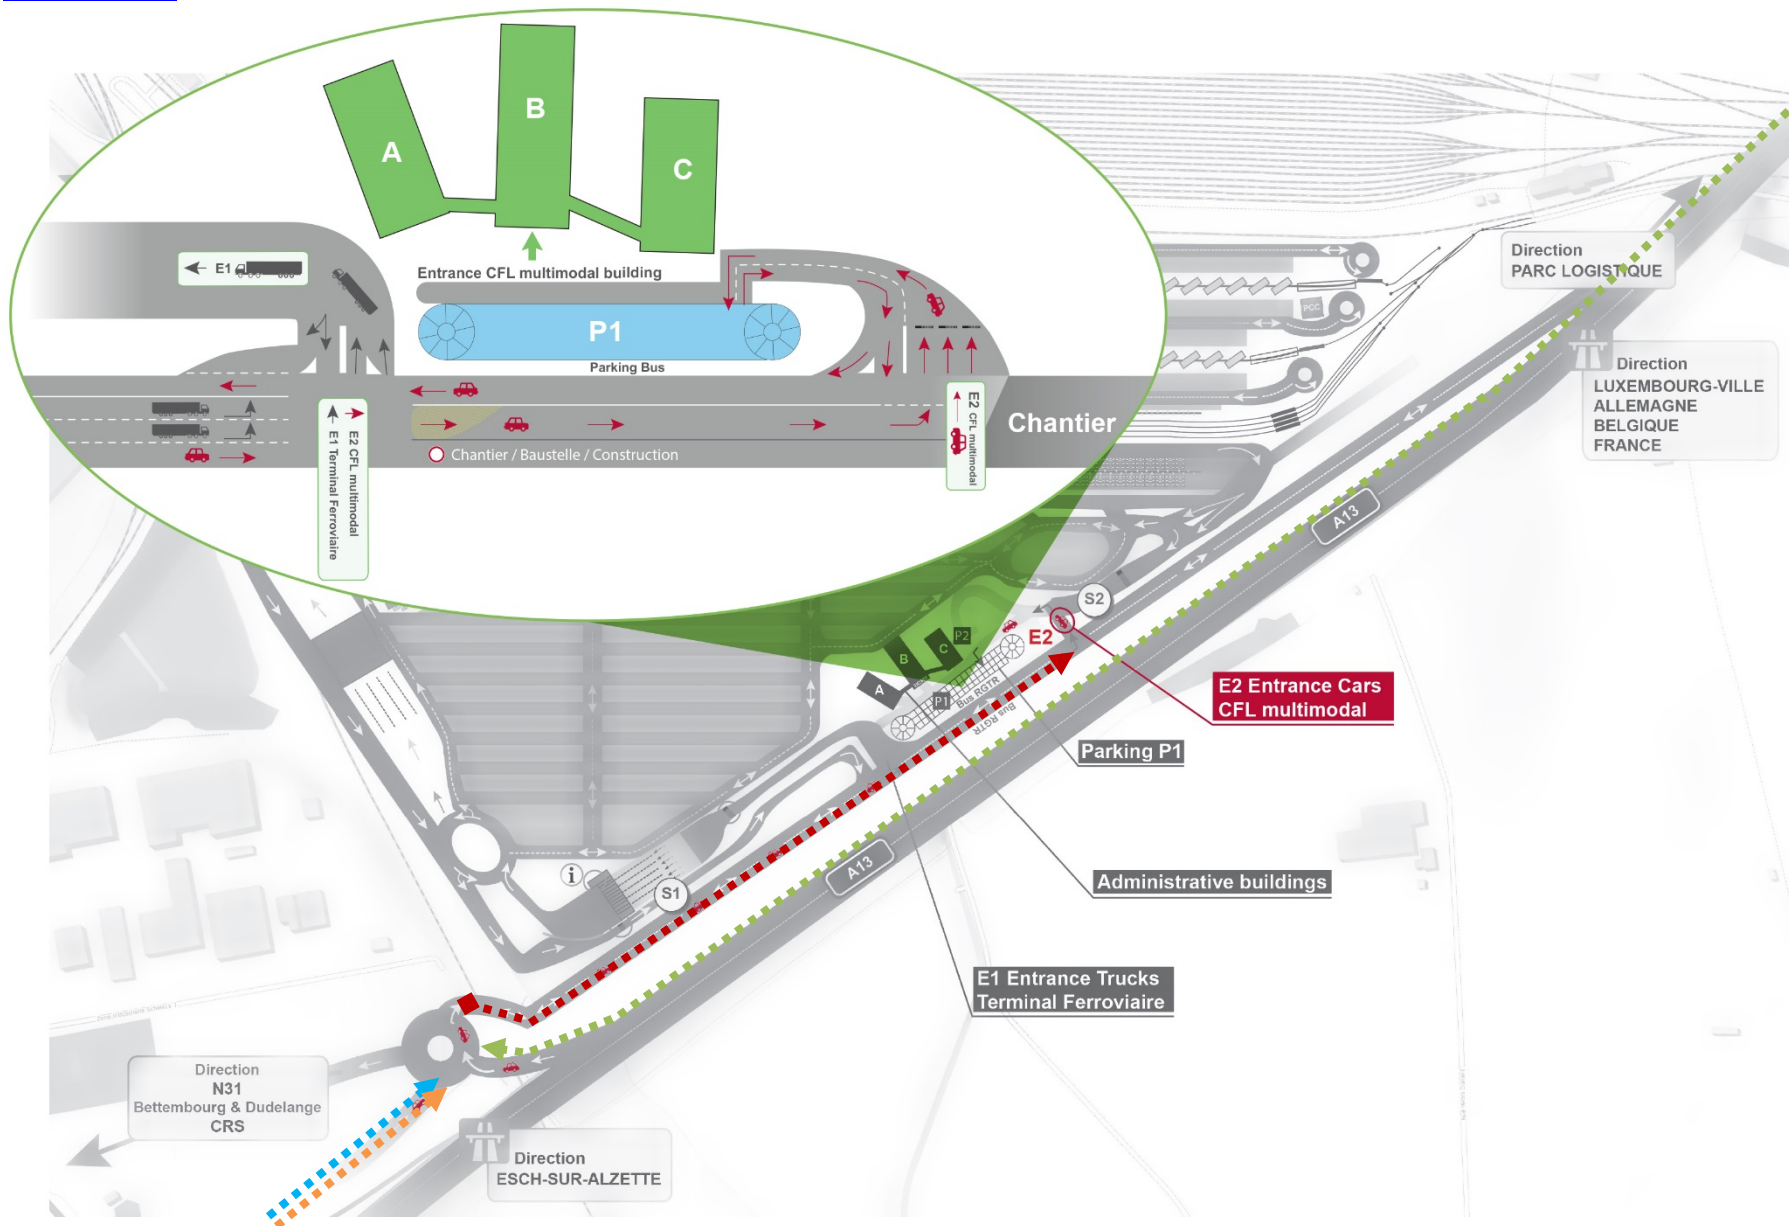 A
B
C
E1
Entrance CFL multimodal building
P1
Parking Bus
E2 CFL multimodal
E1 Terminal Ferroviaire
Chantier / Baustelle / Construction
E2 CFL multimodal
Chantier
Direction
PARC LOGISTIQUE
PCC
Direction
LUXEMBOURG-VILLE
ALLEMAGNE
BELGIQUE
FRANCE
A13
S2
E2
P2
B
C
A
P1
Bus RGTR
Bus RGTR
E2 Entrance Cars
CFL multimodal
Parking P1
A13
Administrative buildings
i
S1
E1 Entrance Trucks
Terminal Ferroviaire
Direction
N31
Bettembourg & Dudelange
CRS
Direction
ESCH-SUR-ALZETTE